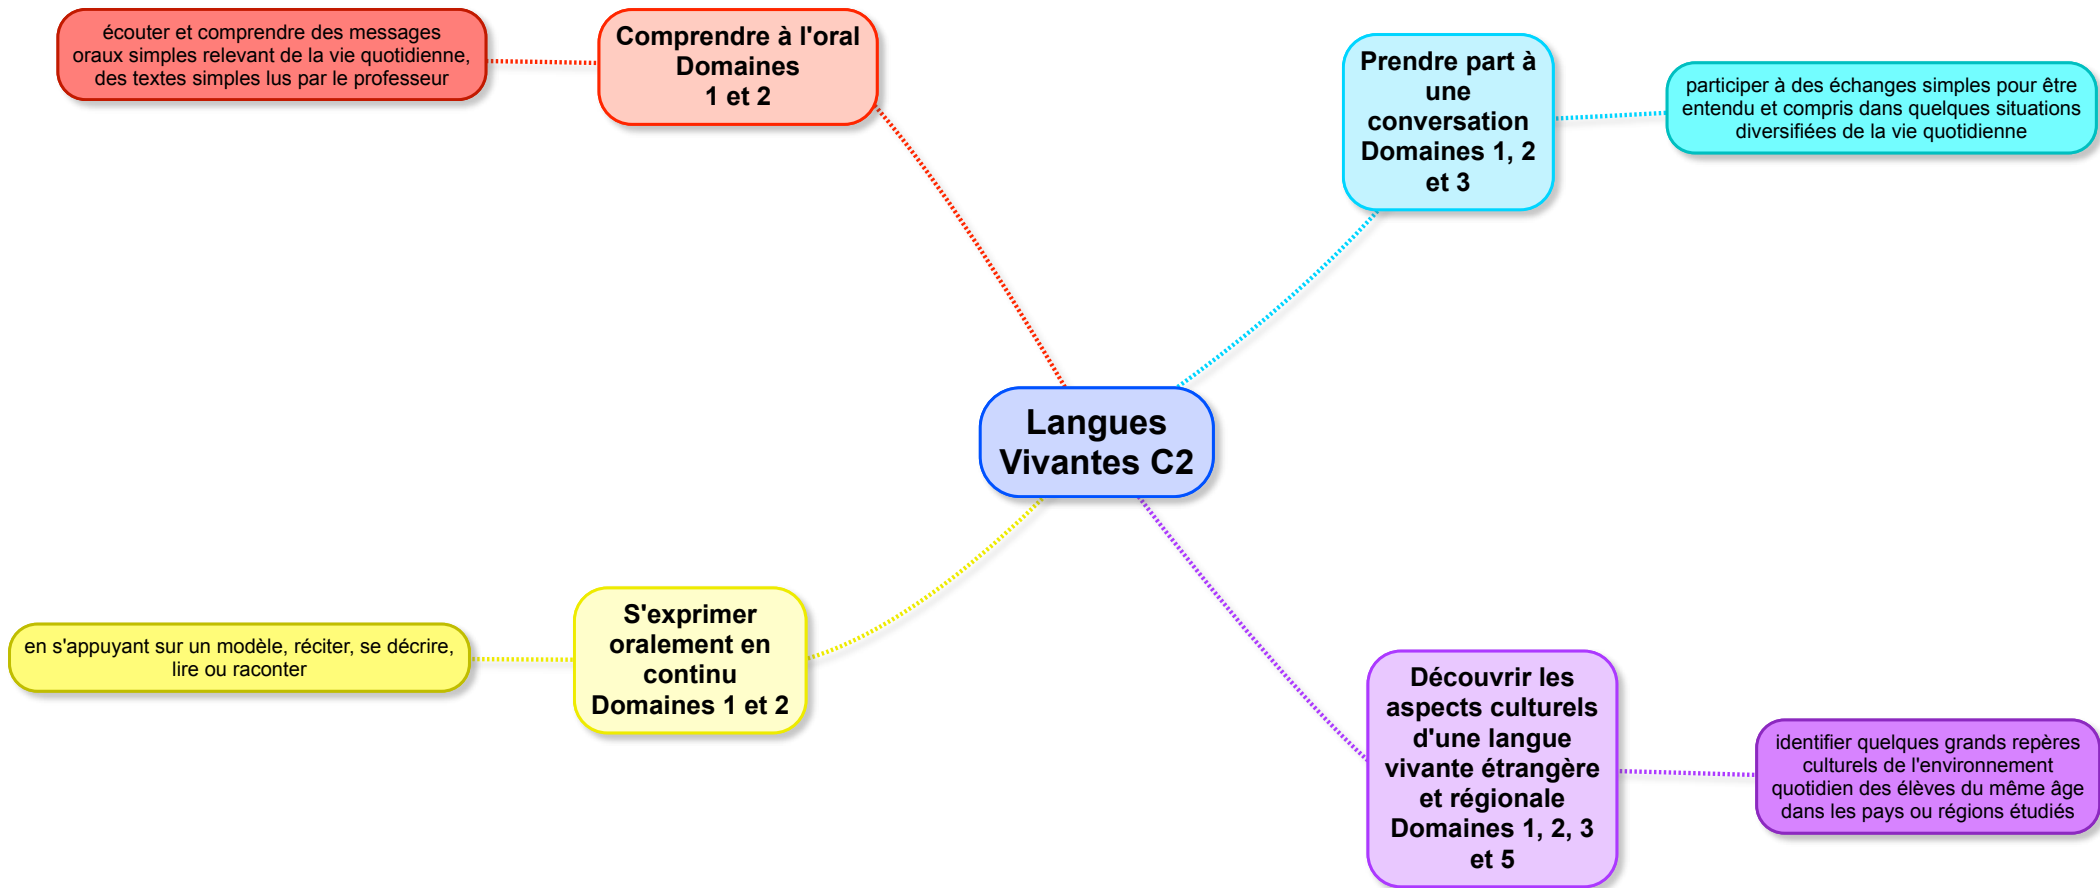 écouter et comprendre des messages
oraux simples relevant de la vie quotidienne,
des textes simples lus par le professeur
Comprendre à l'oral
Domaines
1 et 2
Prendre part à
une
conversation
Domaines 1, 2
et 3
participer à des échanges simples pour être
entendu et compris dans quelques situations
diversifiées de la vie quotidienne
Langues
Vivantes C2
en s'appuyant sur un modèle, réciter, se décrire,
lire ou raconter
S'exprimer
oralement en
continu
Domaines 1 et 2
Découvrir les
aspects culturels
d'une langue
vivante étrangère
et régionale
Domaines 1, 2, 3
et 5
identifier quelques grands repères
culturels de l'environnement
quotidien des élèves du même âge
dans les pays ou régions étudiés